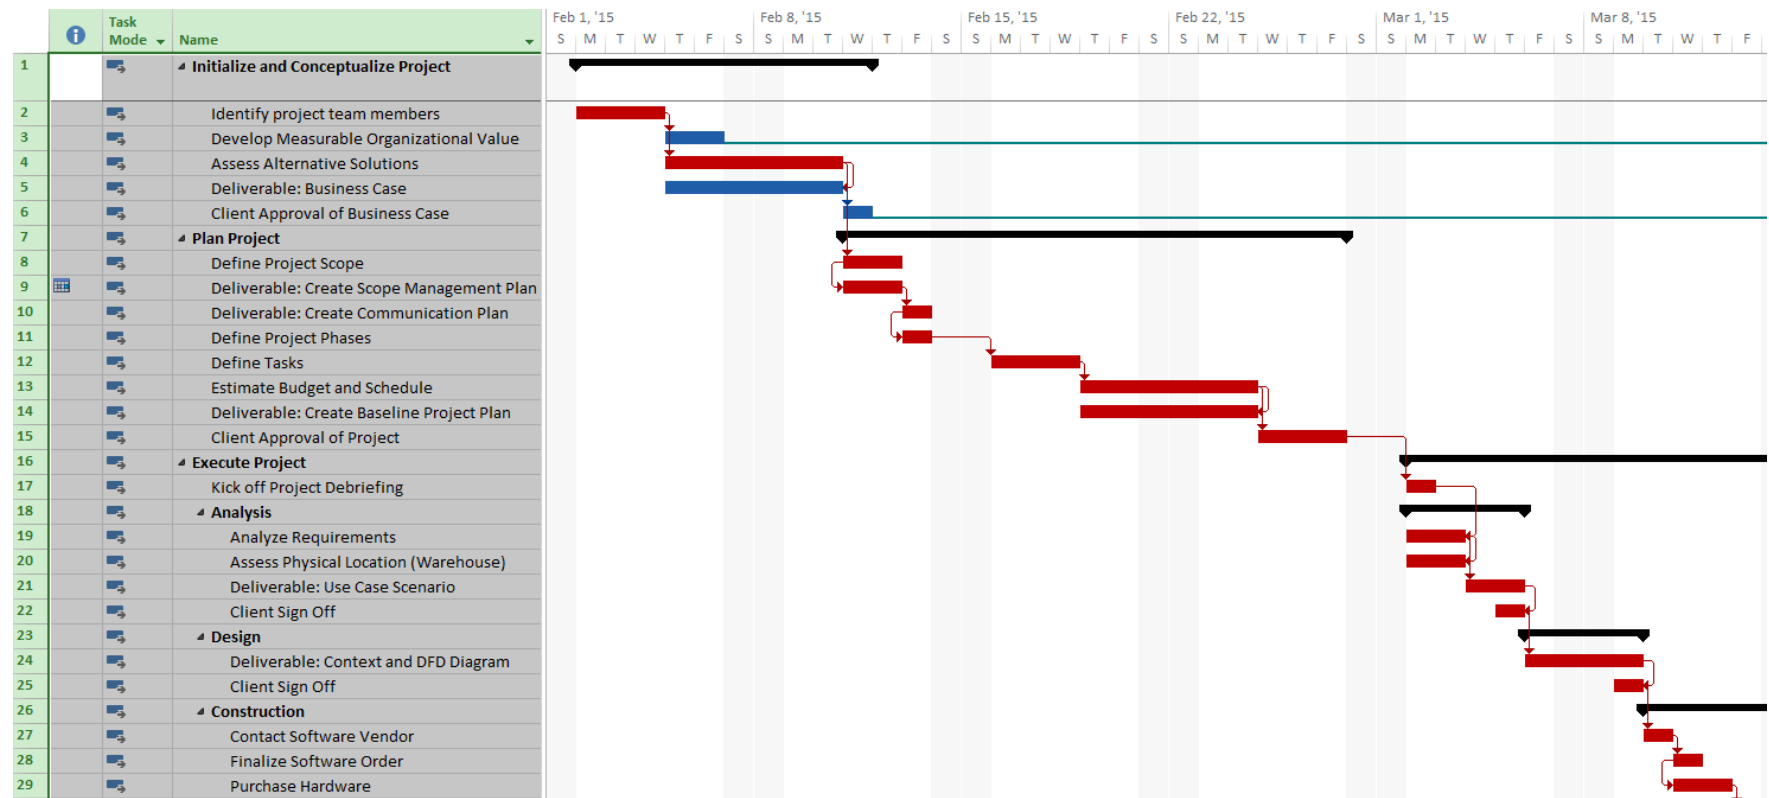 Feb 1, '15 Feb 8, '15 Feb 15, '15 Feb 22, '15 Mar 1, '15 Mar 8, '15
Task
Mode Name
S M T W T F S S M T W T F S S M T W T F S S M T W T F S S M T W T F S S M T W T F
1 Initialize and Conceptualize Project
2 Identify project team members
3 Develop Measurable Organizational Value
4 Assess Alternative Solutions
5 Deliverable: Business Case
6 Client Approval of Business Case
7 Plan Project
8 Define Project Scope
9 Deliverable: Create Scope Management Plan
10 Deliverable: Create Communication Plan
11 Define Project Phases
12 Define Tasks
13 Estimate Budget and Schedule
14 Deliverable: Create Baseline Project Plan
15 Client Approval of Project
16 Execute Project
17 Kick off Project Debriefing
18 Analysis
19 Analyze Requirements
20 Assess Physical Location (Warehouse)
21 Deliverable: Use Case Scenario
22 Client Sign Off
23 Design
24 Deliverable: Context and DFD Diagram
25 Client Sign Off
26 Construction
27 Contact Software Vendor
28 Finalize Software Order
29 Purchase Hardware